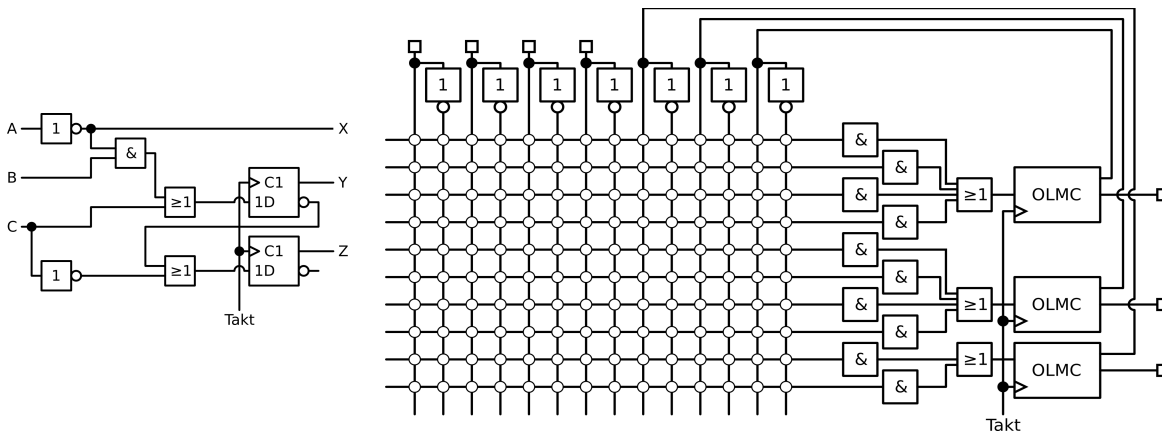 A 1 X
& 
B
C1 Y
≥1 1D
C
C1 Z
1 ≥1 1D
Takt
1 1 1 1 1 1 1
&
&
& ≥1 OLMC
&
&
&
& ≥1 OLMC
&
& ≥1 OLMC
&
Takt